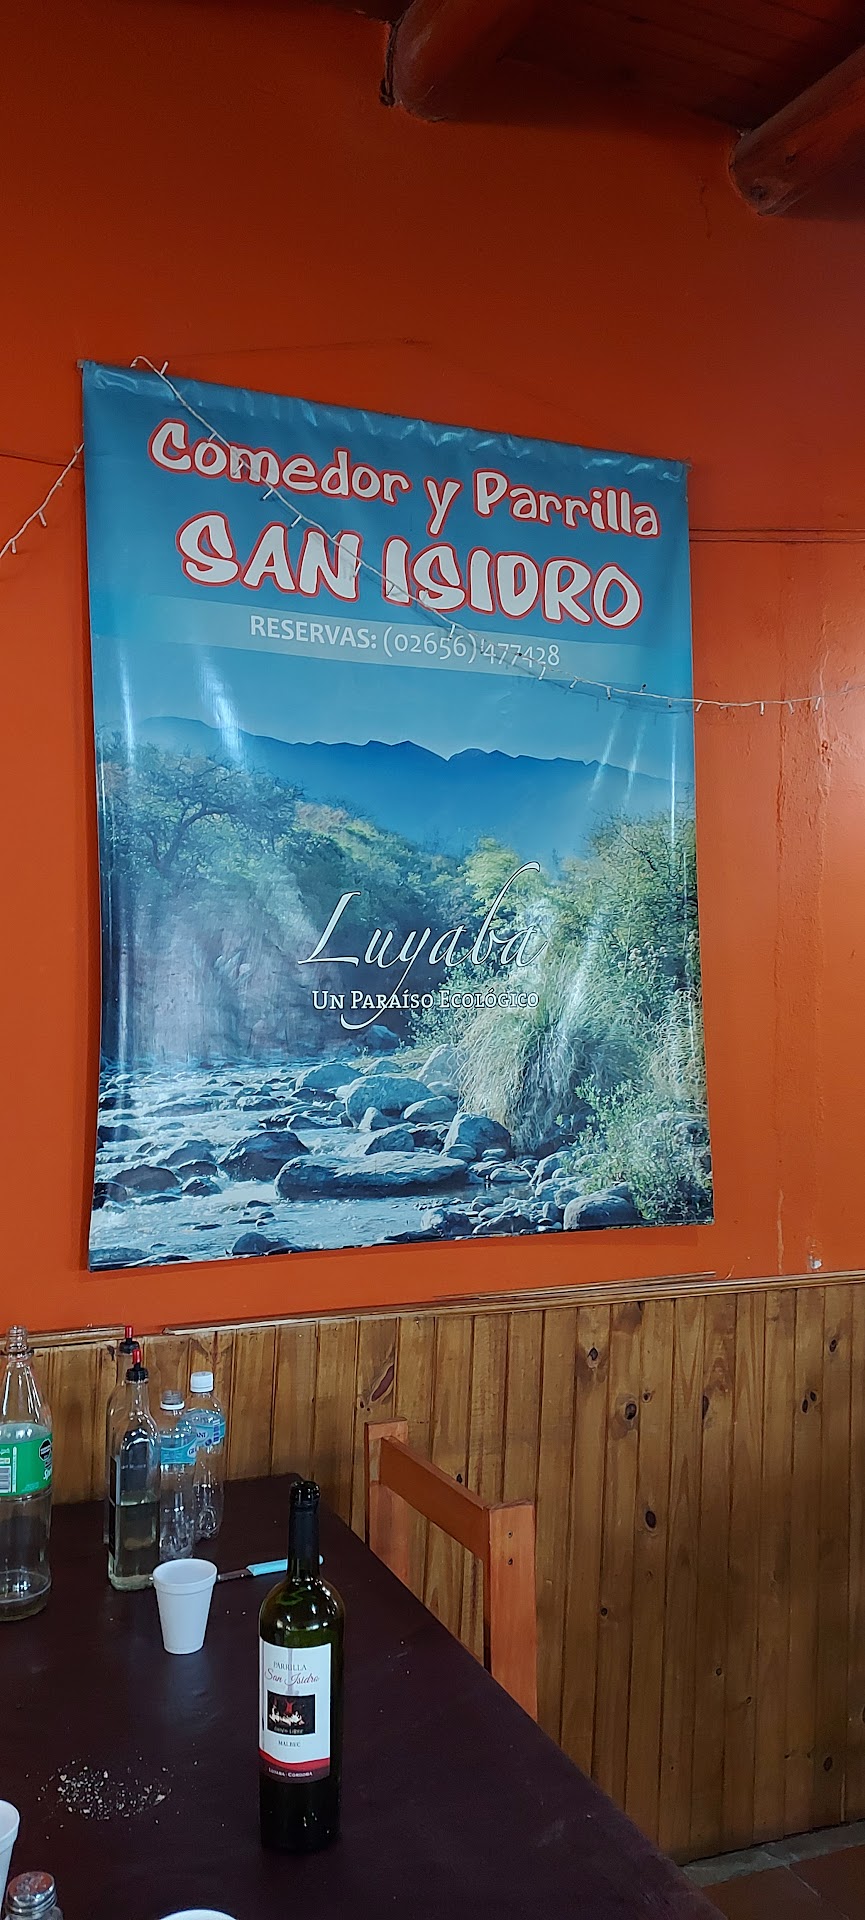 Comedor y Parrilla
SAN ISIDRO
RESERVAS: (02656) 477428
Luyaba
UN PARAÍSO ECOLÓGICO
PARRILLA
San Isidro
MALBEC
LUYABA - CORDOBA